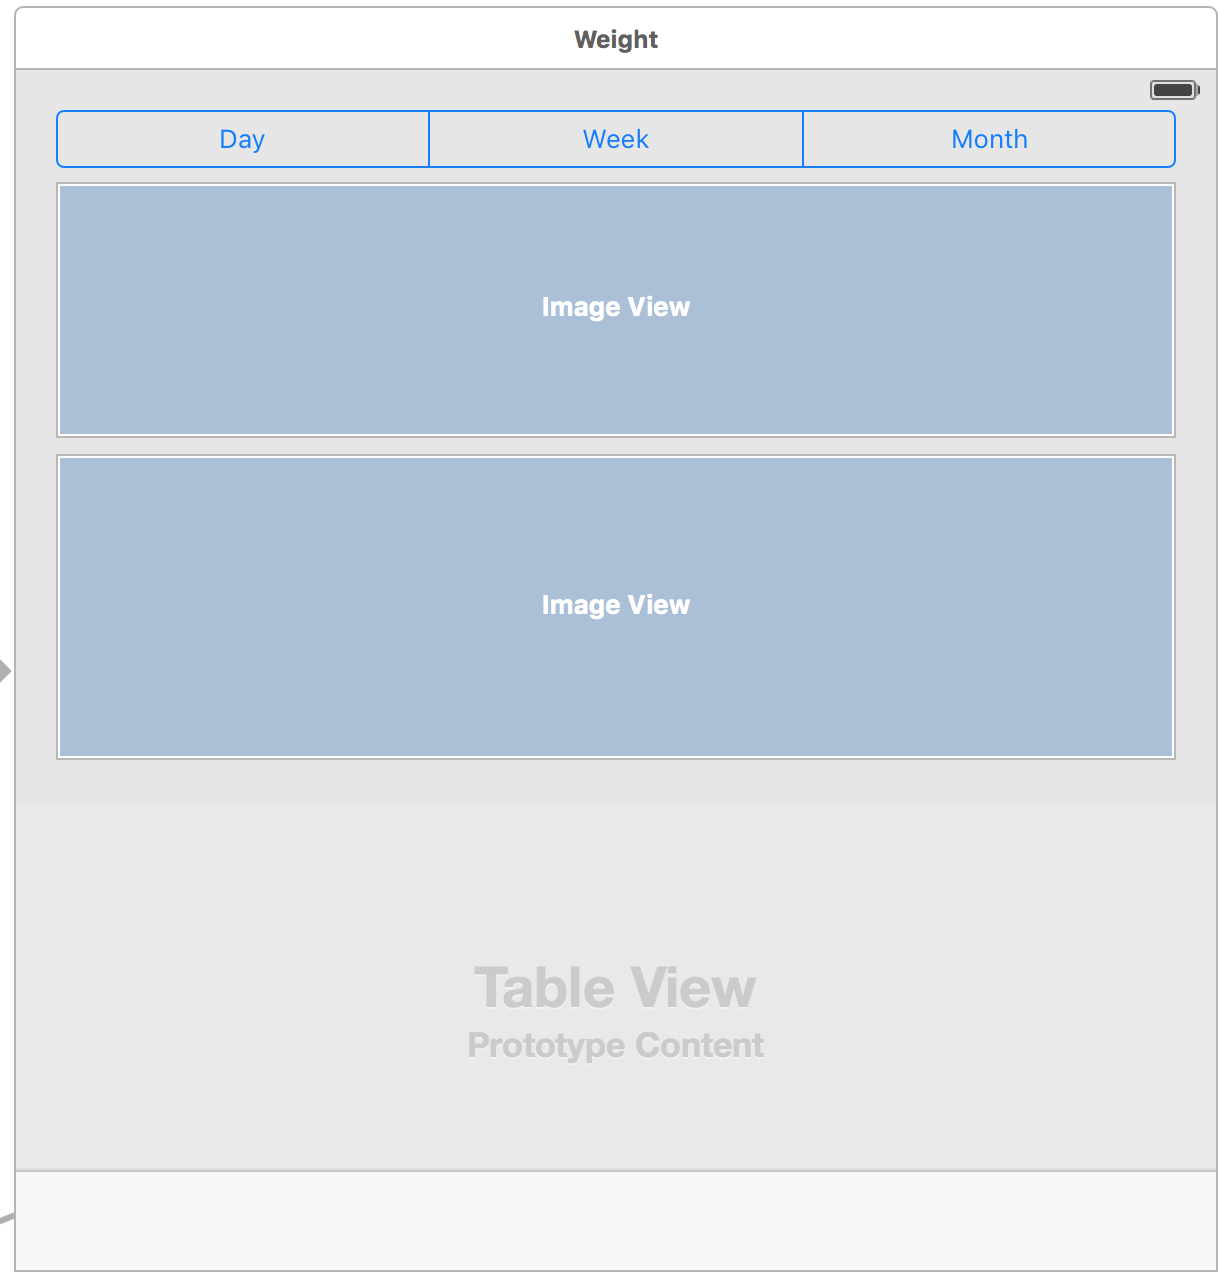 Weight
Day Week Month
Image View
Image View
Table View
Prototype Content